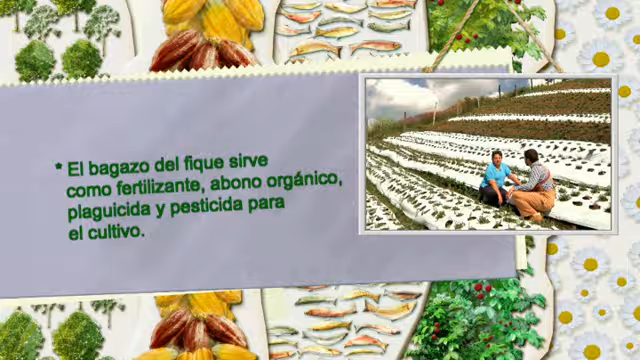 * El bagazo del fique sirve
como fertilizante, abono orgánico,
plaguicida y pesticida para
el cultivo.